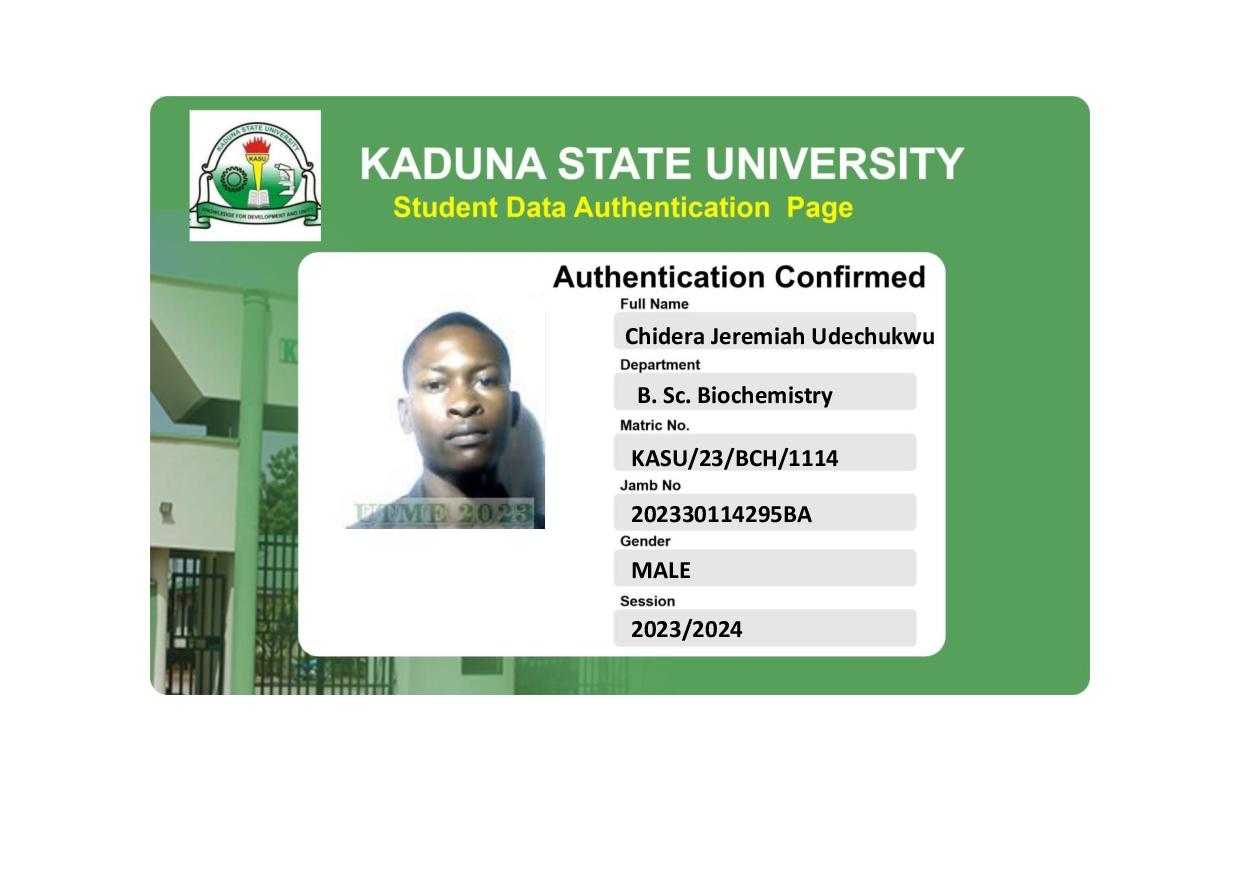 KADUNA STATE UNIVERSITY
KASU
KNOWLEDGE FOR DEVELOPMENT AND UNITY
KADUNA STATE UNIVERSITY
Student Data Authentication Page
Authentication Confirmed
Full Name
Chidera Jeremiah Udechukwu
Department
B. Sc. Biochemistry
Matric No.
KASU/23/BCH/1114
Jamb No
202330114295BA
Gender
MALE
Session
2023/2024
UTME 2023
K